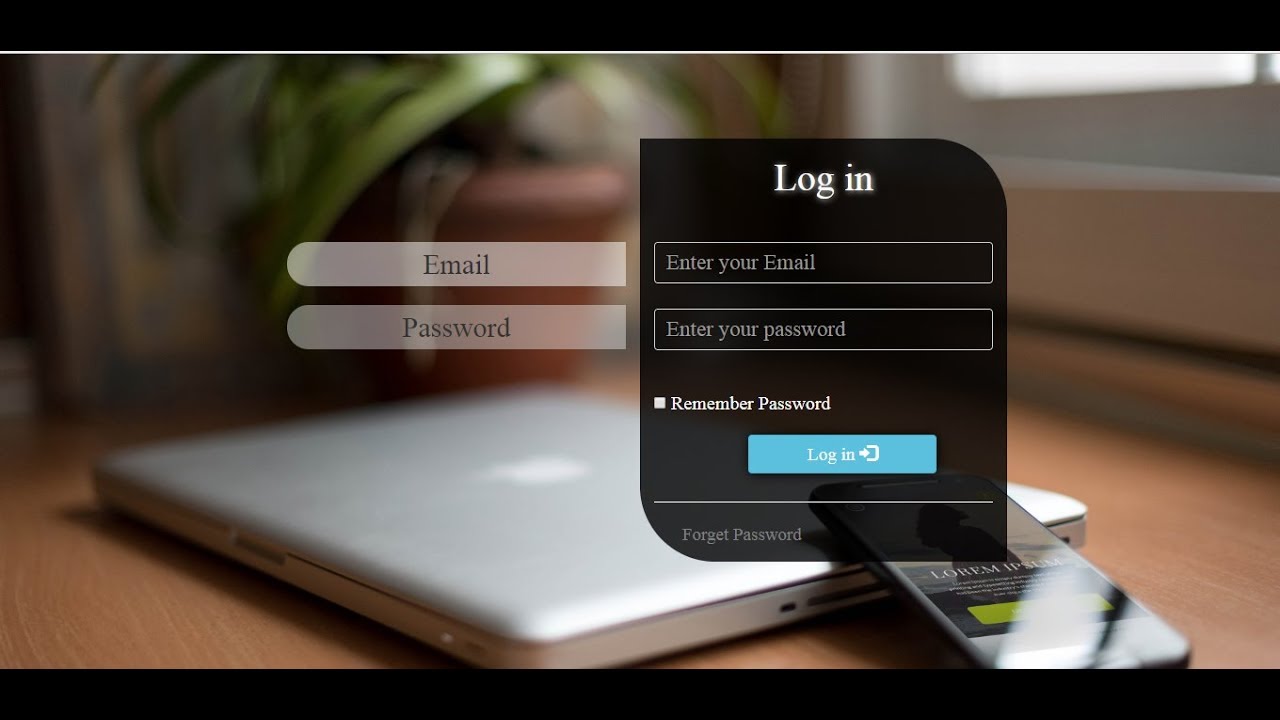 Log in
Email
Enter your Email
Password
Enter your password
Remember Password
Log in
Forget Password
LOREM IPSUM